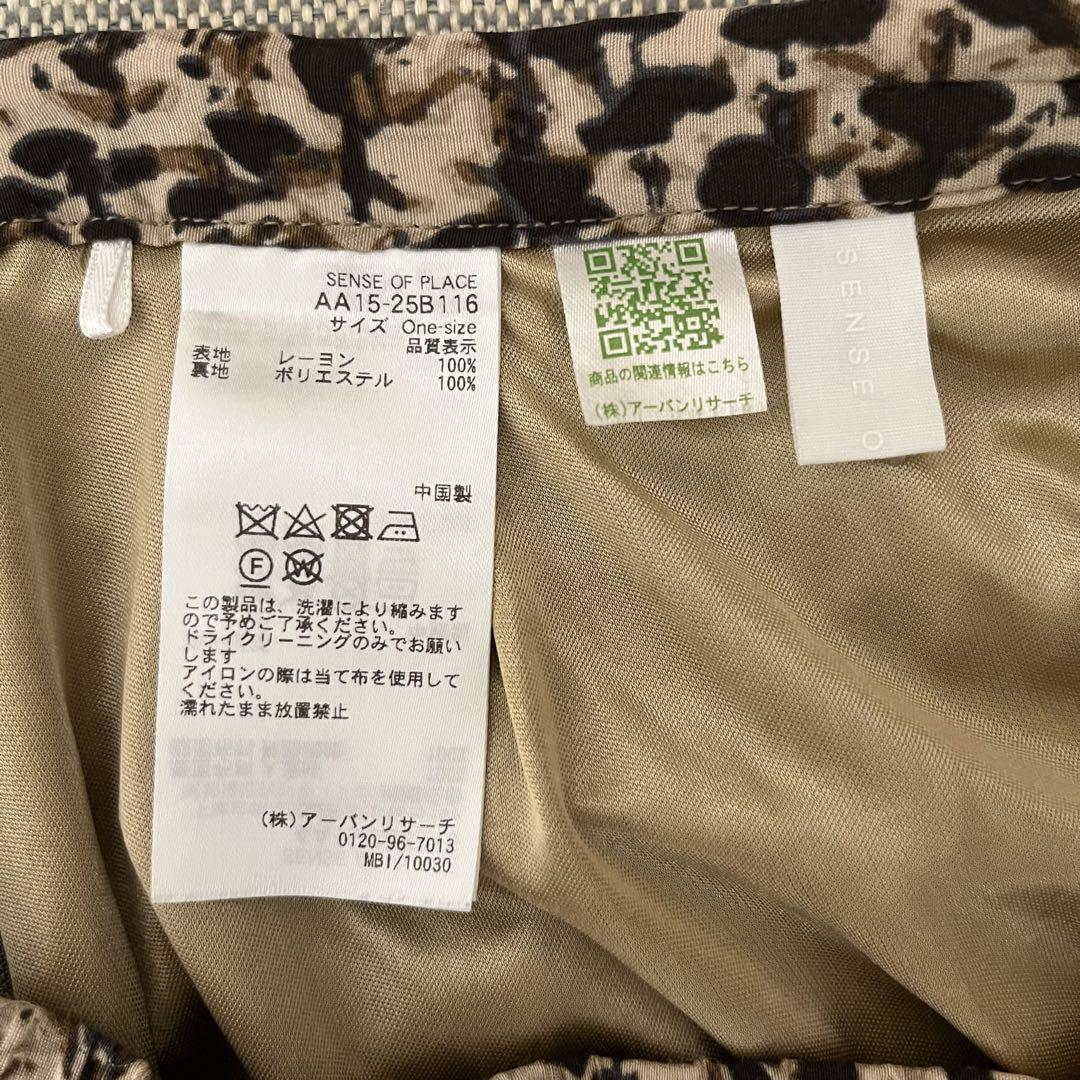 SENSE OF PLACE
AA15-25B116
サイズ One-size
品質表示
表地 レーヨン 100%
裏地 ポリエステル 100%
中国製
F W
この製品は、洗濯により縮みます
ので予めご了承ください。
ドライクリーニングのみでお願い
します
アイロンの際は当て布を使用して
ください。
濡れたまま放置禁止
(株)アーバンリサーチ
0120-96-7013
MBI/10030
商品の関連情報はこちら
(株)アーバンリサーチ
SENSE O